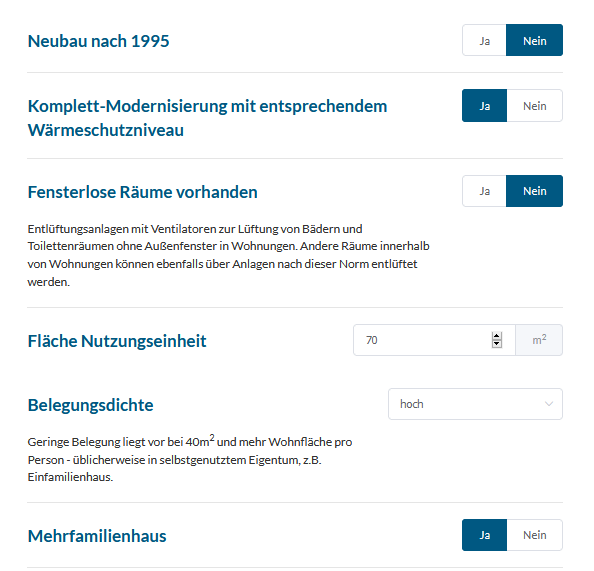 Neubau nach 1995
Ja Nein
Komplett-Modernisierung mit entsprechendem
Wärmeschutzniveau
Ja Nein
Fensterlose Räume vorhanden
Ja Nein
Entlüftungsanlagen mit Ventilatoren zur Lüftung von Bädern und
Toilettenräumen ohne Außenfenster in Wohnungen. Andere Räume innerhalb
von Wohnungen können ebenfalls über Anlagen nach dieser Norm entlüftet
werden.
Fläche Nutzungseinheit
70 m²
Belegungsdichte
hoch
Geringe Belegung liegt vor bei 40m² und mehr Wohnfläche pro
Person - üblicherweise in selbstgenutztem Eigentum, z.B.
Einfamilienhaus.
Mehrfamilienhaus
Ja Nein